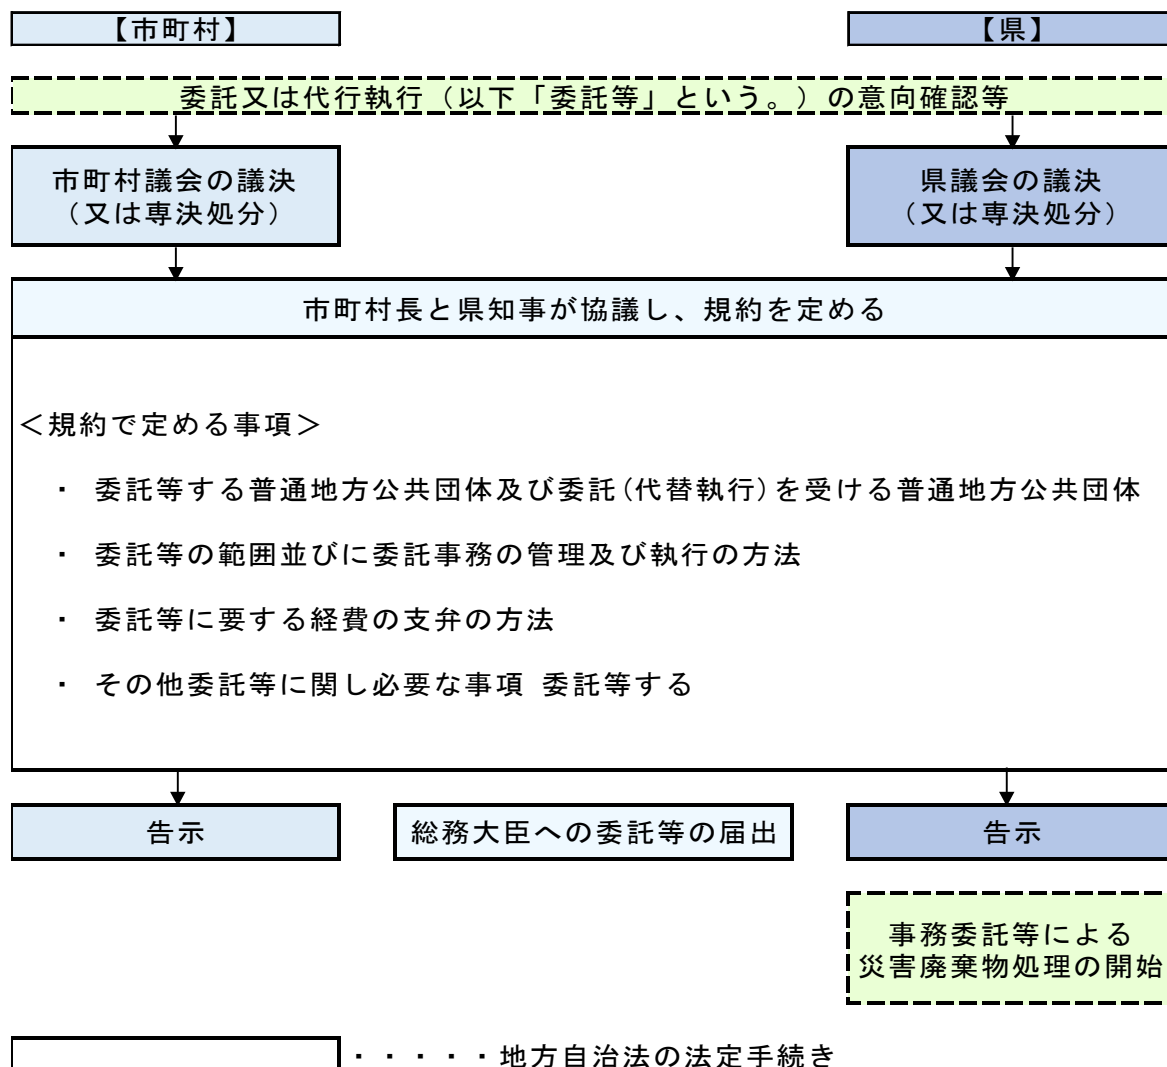 【市町村】
【県】
委託又は代行執行（以下「委託等」という。）の意向確認等
市町村議会の議決
（又は専決処分）
県議会の議決
（又は専決処分）
市町村長と県知事が協議し、規約を定める
＜規約で定める事項＞
・ 委託等する普通地方公共団体及び委託(代替執行)を受ける普通地方公共団体
・ 委託等の範囲並びに委託事務の管理及び執行の方法
・ 委託等に要する経費の支弁の方法
・ その他委託等に関し必要な事項 委託等する
告示
総務大臣への委託等の届出
告示
事務委託等による
災害廃棄物処理の開始
・・・・・地方自治法の法定手続き